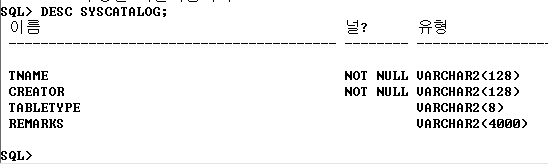 SQL> DESC SYSCATALOG;
이름 널? 유형
----------------------------------------- -------- ----------------
TNAME NOT NULL VARCHAR2(128)
CREATOR NOT NULL VARCHAR2(128)
TABLETYPE VARCHAR2(8)
REMARKS VARCHAR2(4000)
SQL>